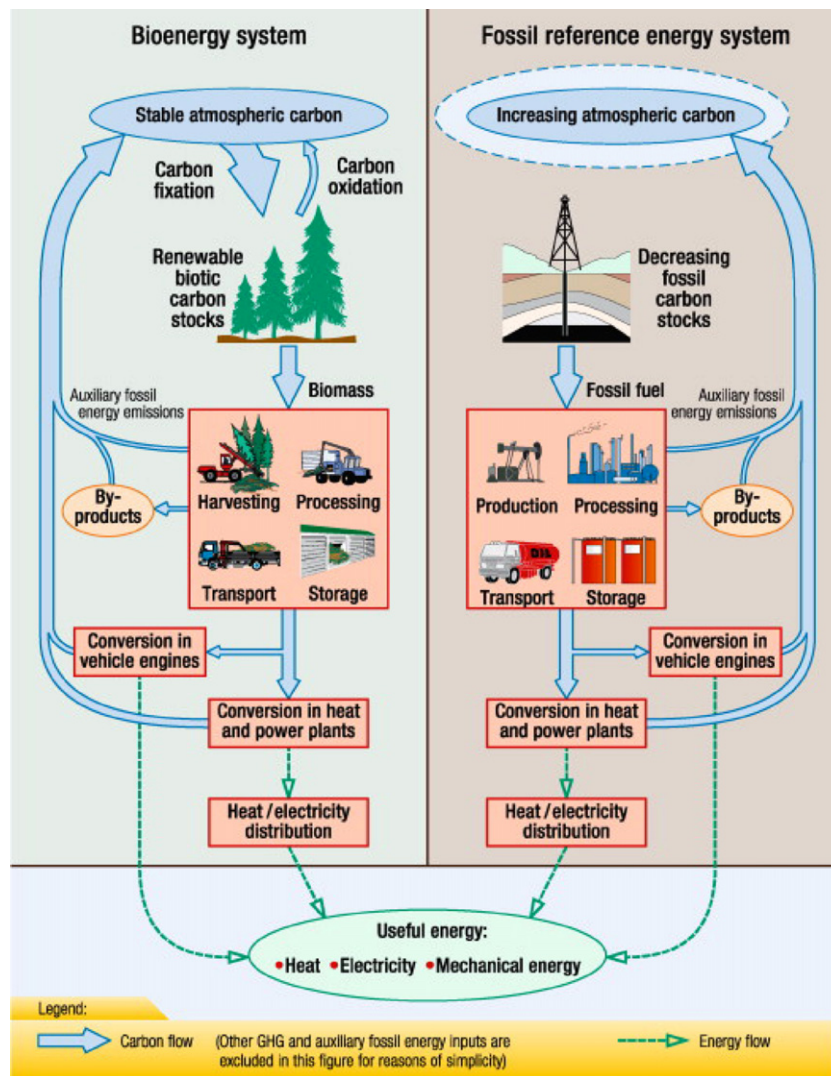 Bioenergy system
Stable atmospheric carbon
Carbon
fixation
Carbon
oxidation
Renewable
biotic
carbon
stocks
Biomass
Auxiliary fossil
energy emissions
Harvesting
Processing
By-
products
Transport
Storage
Conversion in
vehicle engines
Conversion in heat
and power plants
Heat/electricity
distribution
Fossil reference energy system
Increasing atmospheric carbon
Decreasing
fossil
carbon
stocks
Fossil fuel
Auxiliary fossil
energy emissions
Production
Processing
By-
products
OIL
Transport
Storage
Conversion in
vehicle engines
Conversion in heat
and power plants
Heat/electricity
distribution
Useful energy:
•Heat •Electricity •Mechanical energy
Legend:
Carbon flow (Other GHG and auxiliary fossil energy inputs are
excluded in this figure for reasons of simplicity)
Energy flow